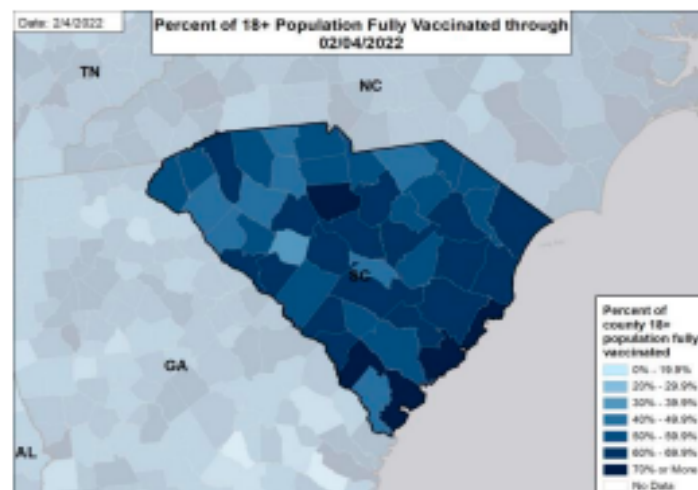 Date: 2/4/2022
Percent of 18+ Population Fully Vaccinated through
02/04/2022
TN
NC
SC
GA
AL
Percent of
county 18+
population fully
vaccinated
0% - 19.9%
20% - 29.9%
30% - 39.9%
40% - 49.9%
50% - 59.9%
60% - 69.9%
70% or More
No Data